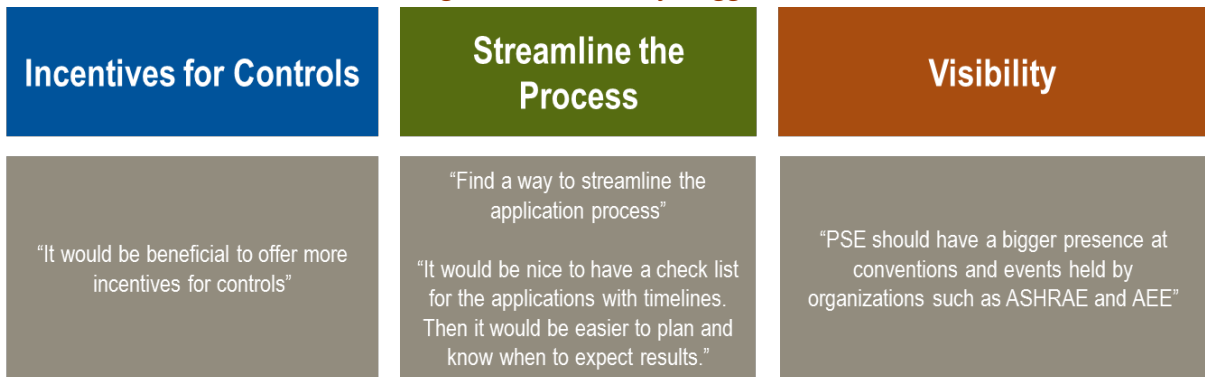 Incentives for Controls
Streamline the
Process
Visibility
“It would be beneficial to offer more
incentives for controls”
“Find a way to streamline the
application process”
“It would be nice to have a check list
for the applications with timelines.
Then it would be easier to plan and
know when to expect results.”
“PSE should have a bigger presence at
conventions and events held by
organizations such as ASHRAE and AEE”